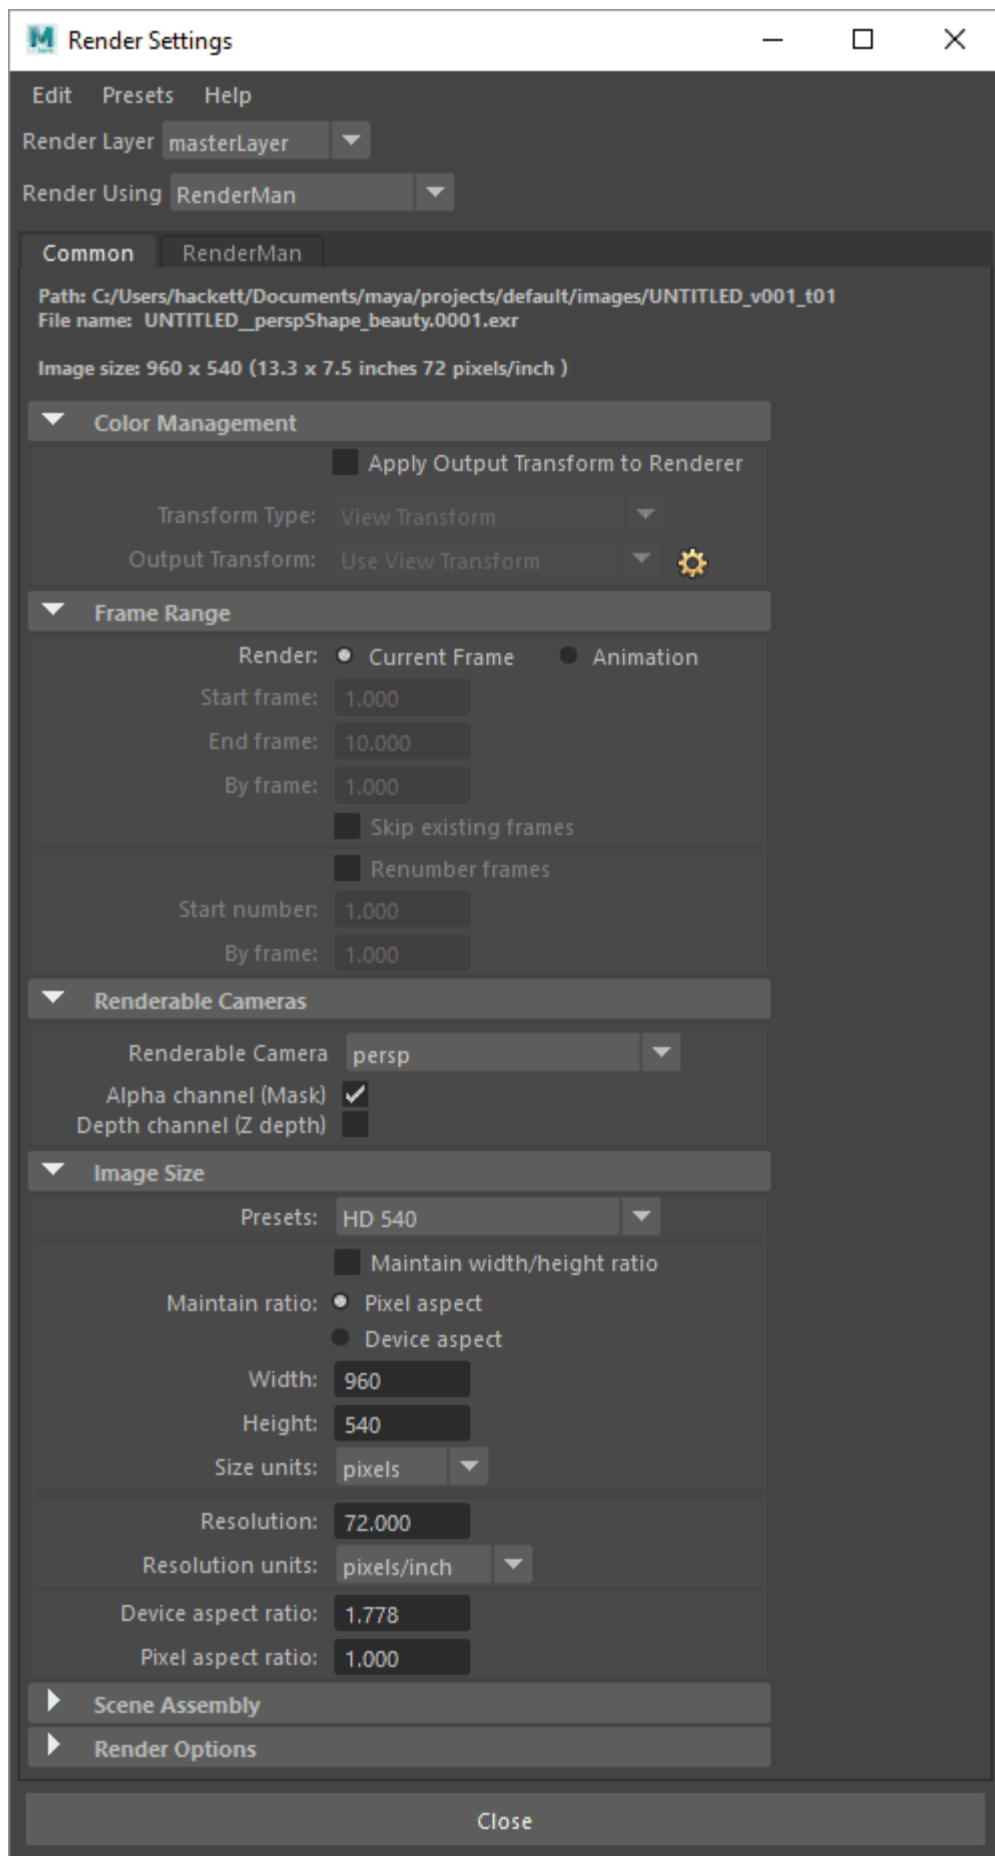 Render Settings
Edit Presets Help
Render Layer masterLayer
Render Using RenderMan
Common RenderMan
Path: C:/Users/hackett/Documents/maya/projects/default/images/UNTITLED_v001_t01
File name: UNTITLED__perspShape_beauty.0001.exr
Image size: 960 x 540 (13.3 x 7.5 inches 72 pixels/inch )
Color Management
Apply Output Transform to Renderer
Transform Type: View Transform
Output Transform: Use View Transform
Frame Range
Render: Current Frame Animation
Start frame: 1.000
End frame: 10.000
By frame: 1.000
Skip existing frames
Renumber frames
Start number: 1.000
By frame: 1.000
Renderable Cameras
Renderable Camera persp
Alpha channel (Mask)
Depth channel (Z depth)
Image Size
Presets: HD 540
Maintain width/height ratio
Maintain ratio: Pixel aspect
Device aspect
Width: 960
Height: 540
Size units: pixels
Resolution: 72.000
Resolution units: pixels/inch
Device aspect ratio: 1.778
Pixel aspect ratio: 1.000
Scene Assembly
Render Options
Close